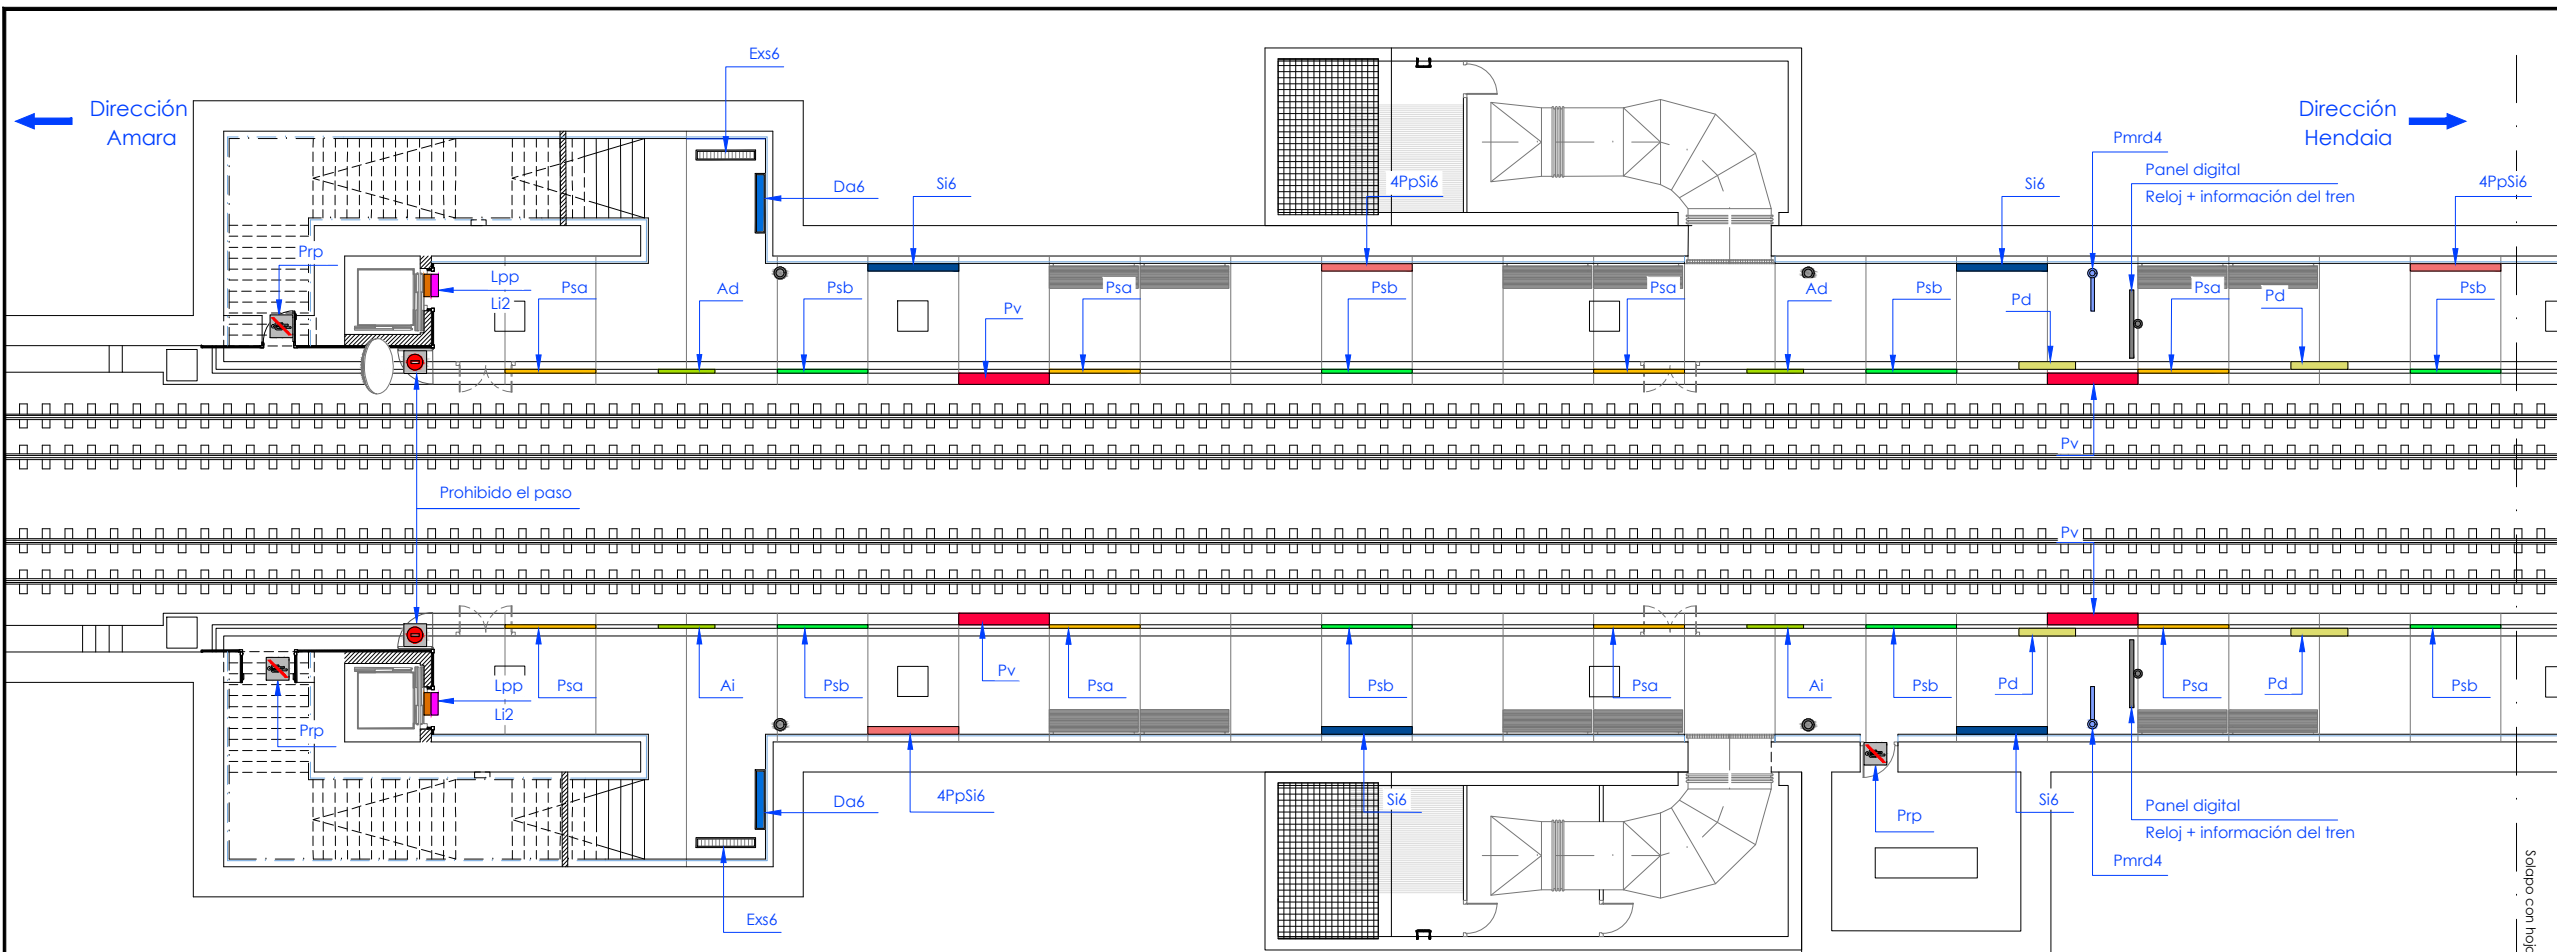 Exs6
Dirección
Amara
Dirección
Hendaia
Pmrd4
Panel digital
Reloj + información del tren
Da6
Si6
4PpSi6
Si6
4PpSi6
Prp
Lpp
Li2
Psa
Ad
Psb
Pv
Psa
Psb
Psa
Ad
Psb
Pd
Psa
Pd
Psb
Pv
Prohibido el paso
Pv
Lpp
Li2
Psa
Ai
Psb
Pv
Psa
Psb
Psa
Ai
Psb
Pd
Psa
Pd
Psb
Prp
Da6
4PpSi6
Si6
Prp
Si6
Panel digital
Reloj + información del tren
Pmrd4
Exs6
Solapo con hoja